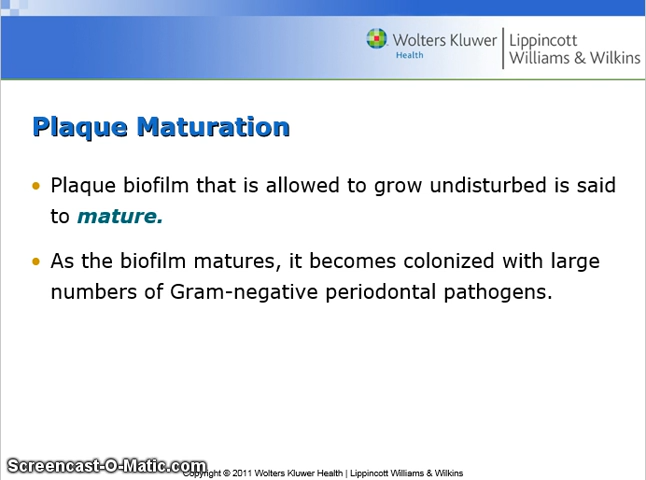 Wolters Kluwer
Health
Lippincott
Williams & Wilkins
Plaque Maturation
• Plaque biofilm that is allowed to grow undisturbed is said
to mature.
• As the biofilm matures, it becomes colonized with large
numbers of Gram-negative periodontal pathogens.
Screencast-O-Matic.com
Copyright © 2011 Wolters Kluwer Health | Lippincott Williams & Wilkins